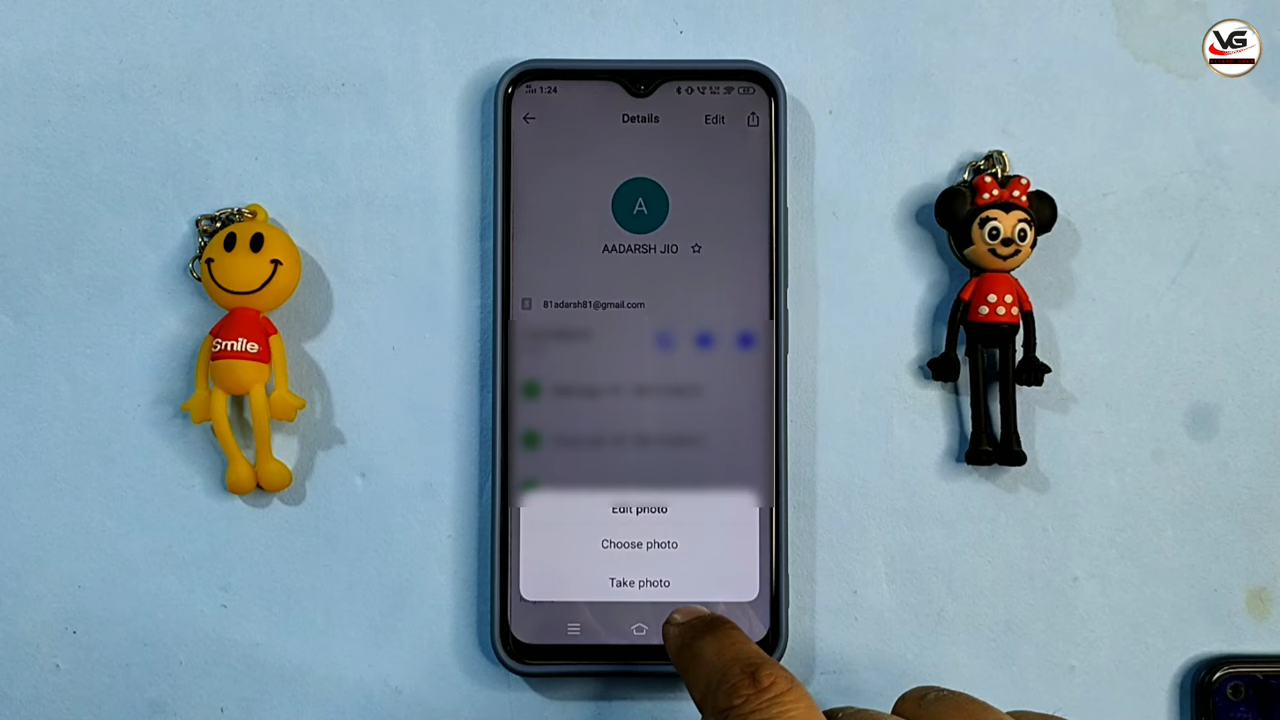 VG
1:24
Details
Edit
A
AADARSH JIO
81adarsh81@gmail.com
Smile
Edit photo
Choose photo
Take photo